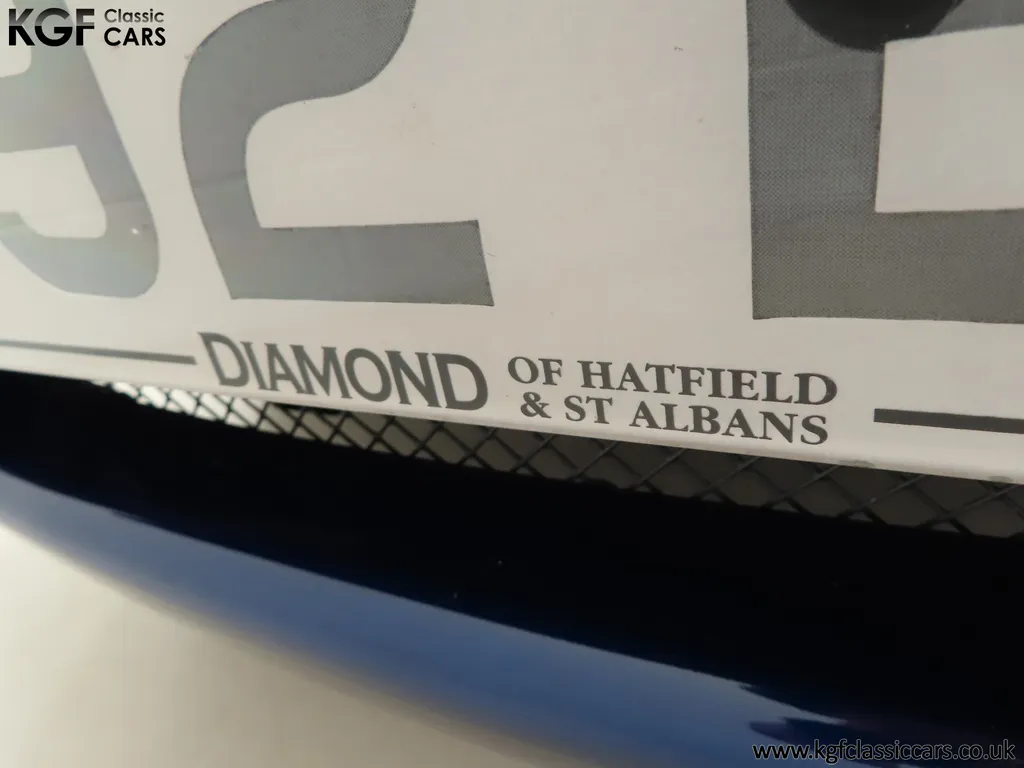 KGF Classic
CARS
DIAMOND OF HATFIELD
& ST ALBANS
www.kgfclassiccars.co.uk